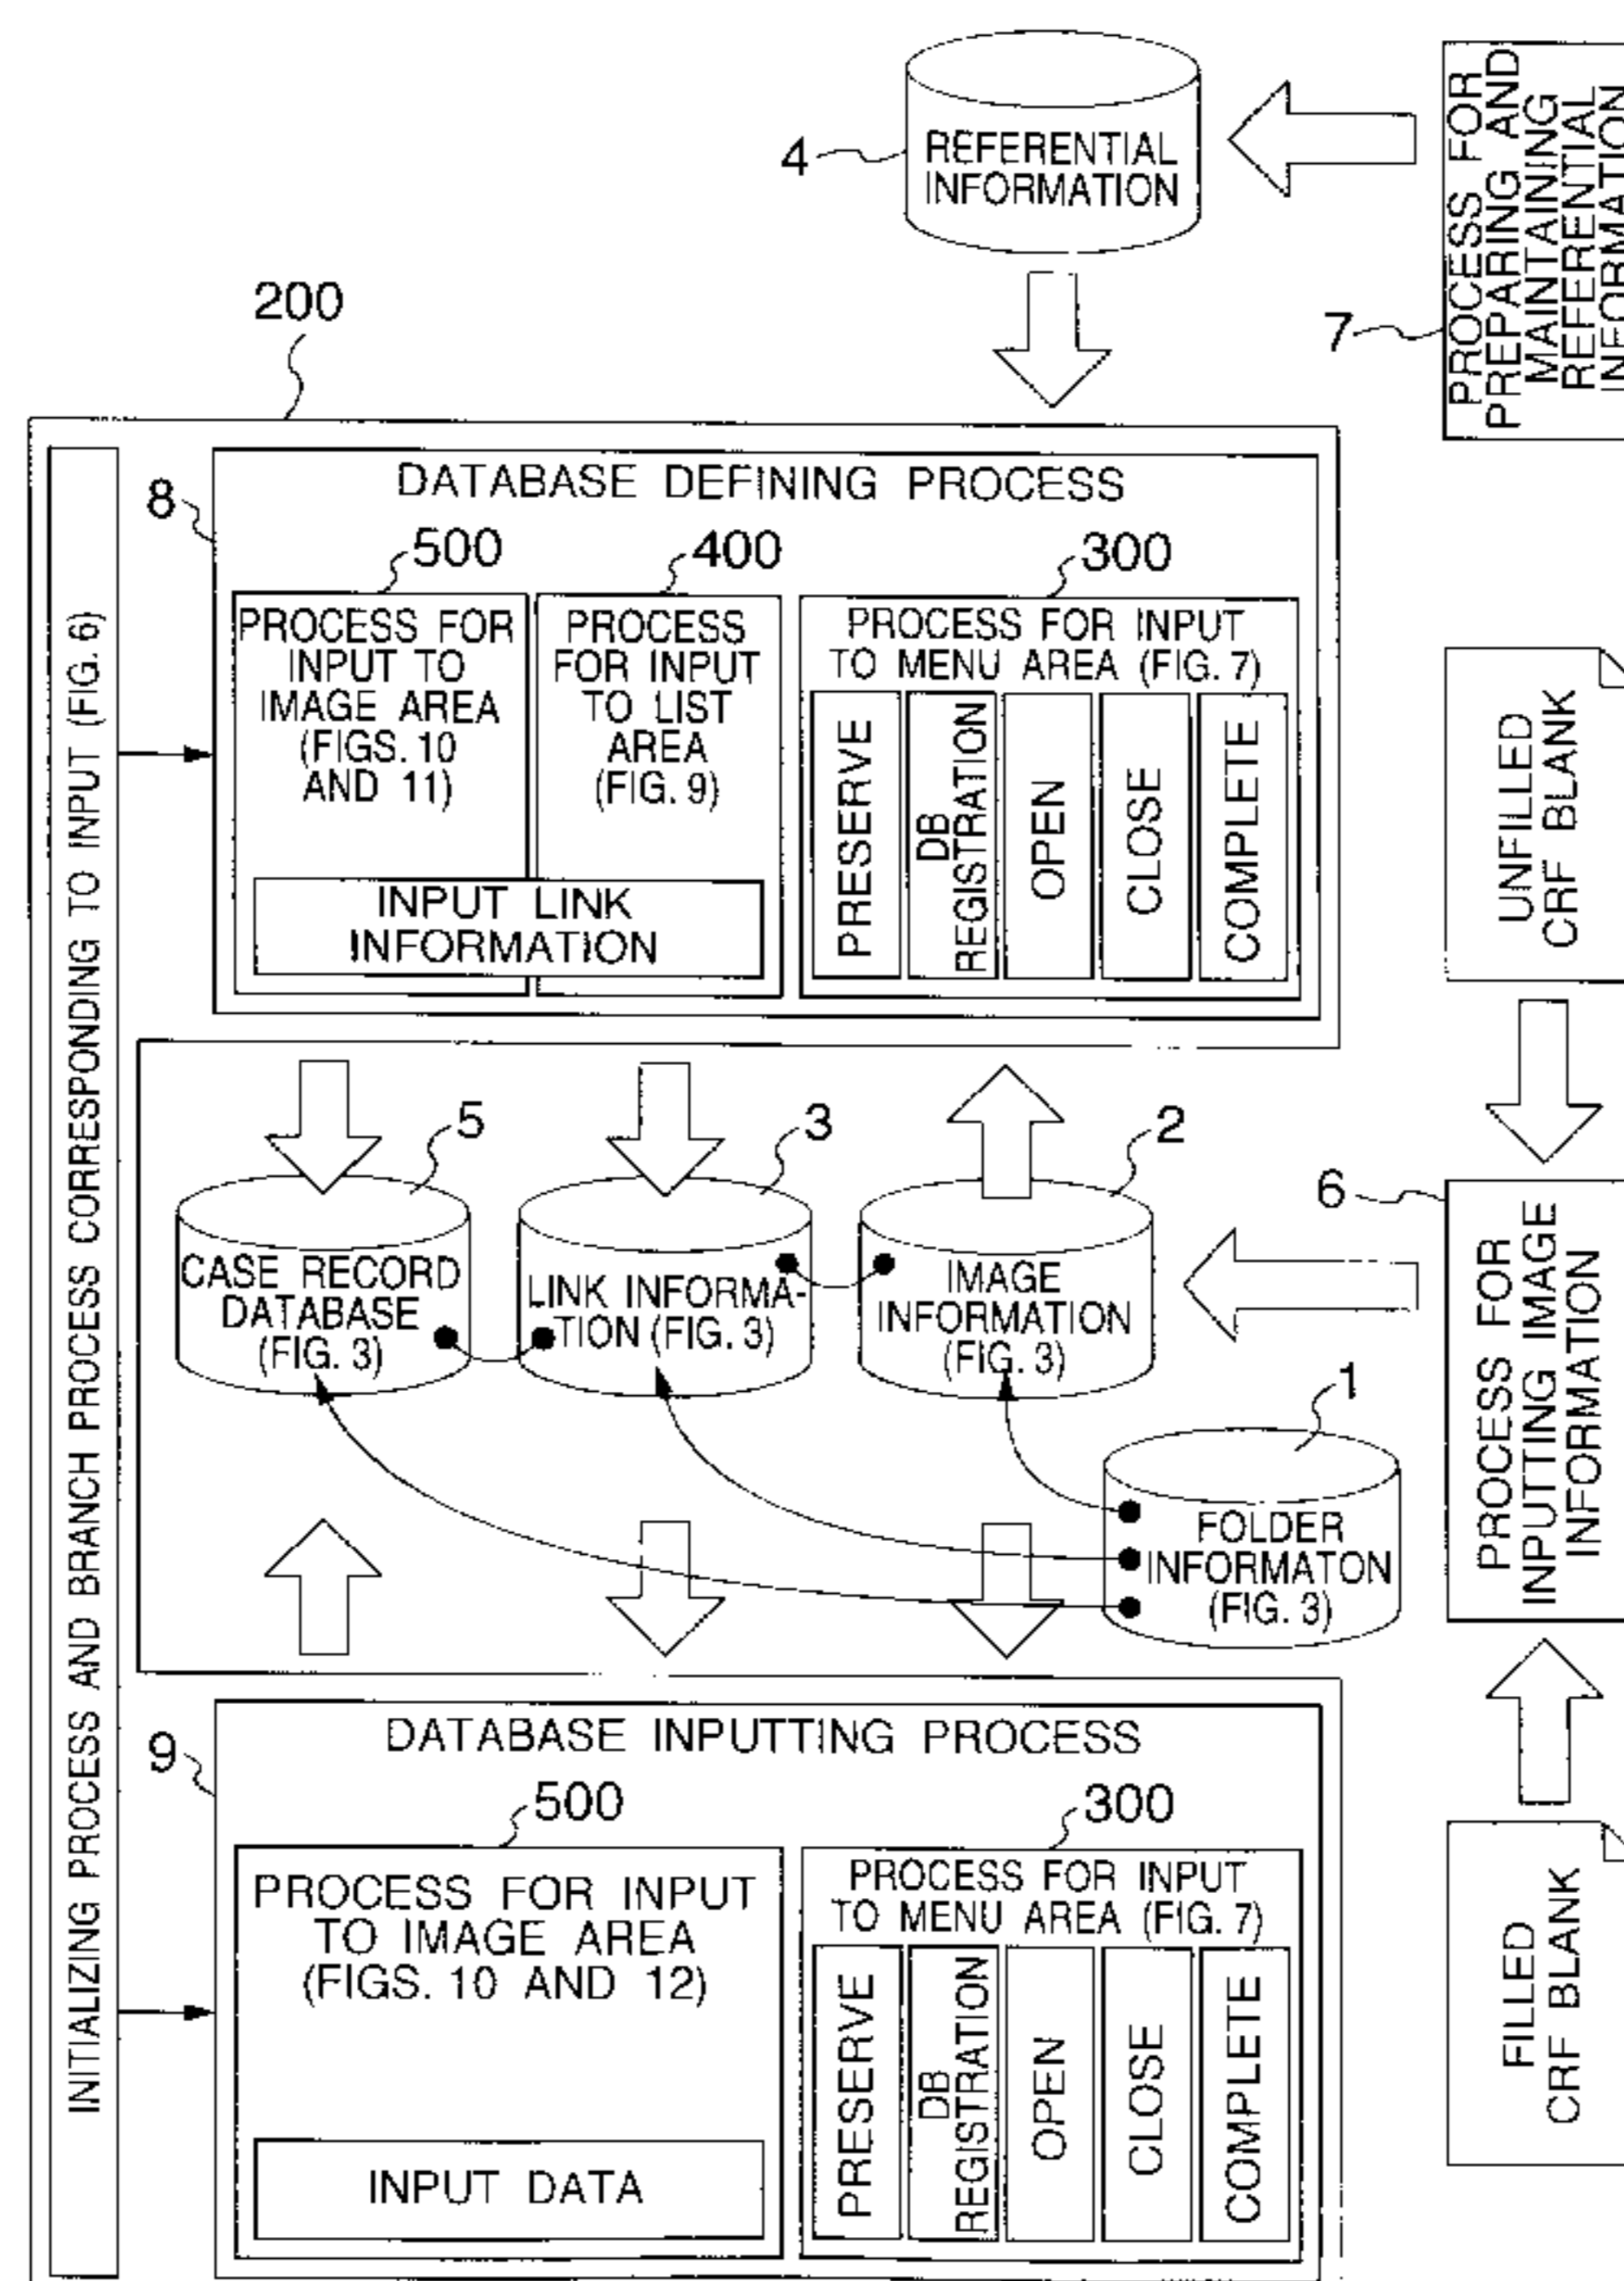 4
REFERENTIAL
INFORMATION
7
PROCESS FOR
PREPARING AND
MAINTAINING
REFERENTIAL
INFORMATION
200
INITIALIZING PROCESS AND BRANCH PROCESS CORRESPONDING TO INPUT (FIG. 6)
8
DATABASE DEFINING PROCESS
500
PROCESS FOR
INPUT TO
IMAGE AREA
(FIGS. 10
AND 11)
400
PROCESS
FOR INPUT
TO LIST
AREA
(FIG. 9)
INPUT LINK
INFORMATION
300
PROCESS FOR INPUT
TO MENU AREA (FIG. 7)
PRESERVE
DB
REGISTRATION
OPEN
CLOSE
COMPLETE
UNFILLED
CRF BLANK
5
CASE RECORD
DATABASE
(FIG. 3)
3
LINK INFORMA-
TION (FIG. 3)
2
IMAGE
INFORMATION
(FIG. 3)
6
PROCESS FOR
INPUTTING IMAGE
INFORMATION
1
FOLDER
INFORMATON
(FIG. 3)
9
DATABASE INPUTTING PROCESS
500
PROCESS FOR INPUT
TO IMAGE AREA
(FIGS. 10 AND 12)
INPUT DATA
300
PROCESS FOR INPUT
TO MENU AREA (FIG. 7)
PRESERVE
DB
REGISTRATION
OPEN
CLOSE
COMPLETE
FILLED
CRF BLANK